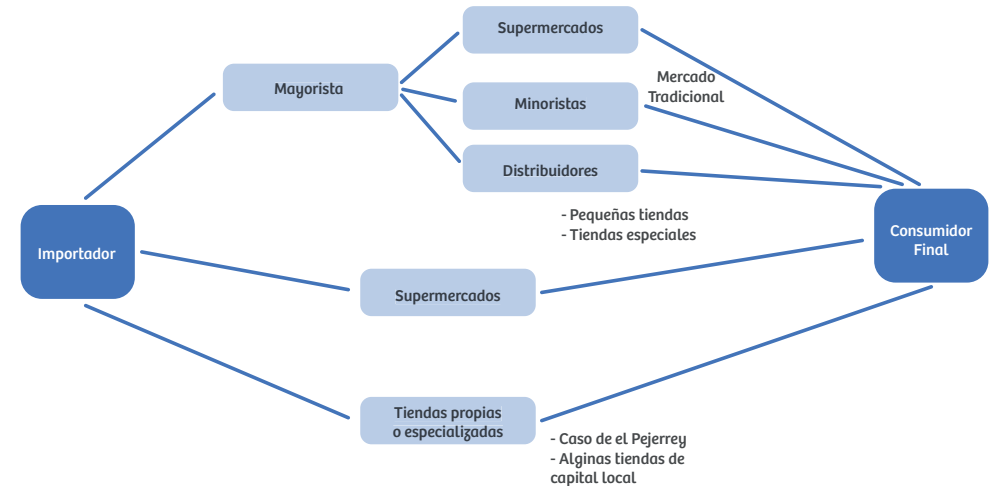 Supermercados
Mayorista
Mercado
Tradicional
Minoristas
Distribuidores
- Pequeñas tiendas
- Tiendas especiales
Importador
Consumidor
Final
Supermercados
Tiendas propias
o especializadas
- Caso de el Pejerrey
- Alginas tiendas de
capital local